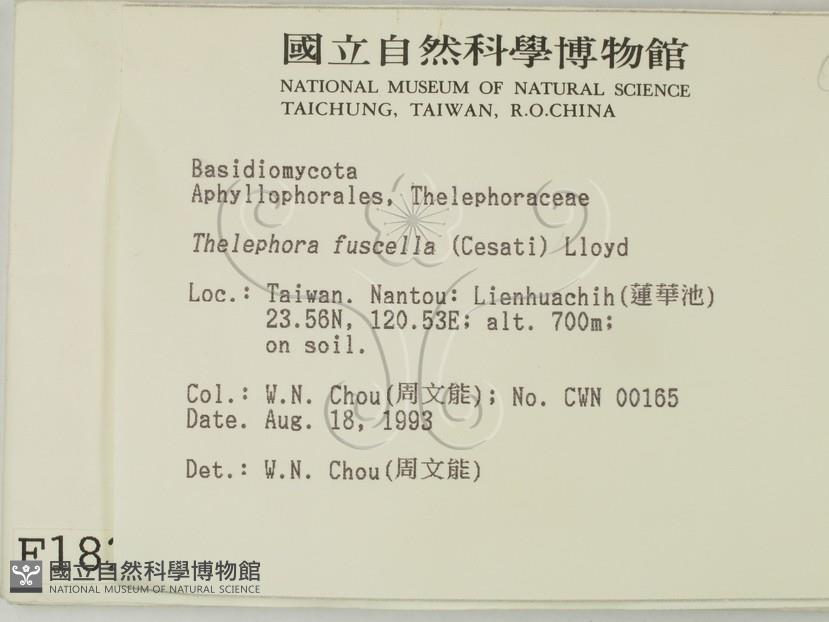 國立自然科學博物館
NATIONAL MUSEUM OF NATURAL SCIENCE
TAICHUNG, TAIWAN, R.O.CHINA
Basidiomycota
Aphyllophorales, Thelephoraceae
Thelephora fuscella (Cesati) Lloyd
Loc.: Taiwan. Nantou: Lienhuachih(蓮華池)
23.56N, 120.53E; alt. 700m;
on soil.
Col.: W.N. Chou(周文能); No. CWN 00165
Date. Aug. 18, 1993
Det.: W.N. Chou(周文能)
國立自然科學博物館
NATIONAL MUSEUM OF NATURAL SCIENCE